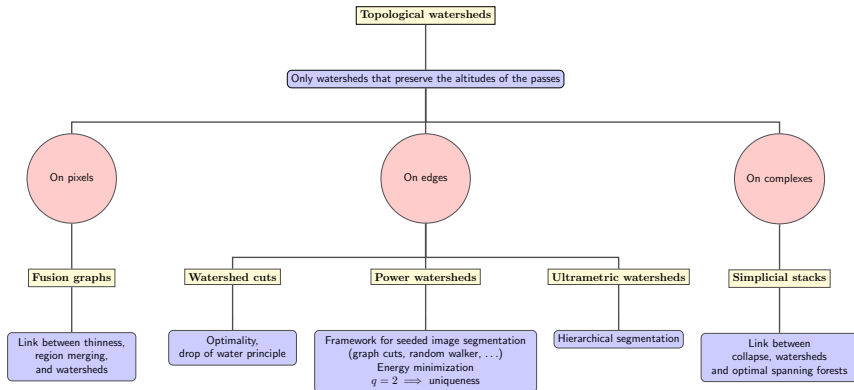 Topological watersheds
Only watersheds that preserve the altitudes of the passes
On pixels
On edges
On complexes
Fusion graphs
Watershed cuts
Power watersheds
Ultrametric watersheds
Simplicial stacks
Link between thinness,
region merging,
and watersheds
Optimality,
drop of water principle
Framework for seeded image segmentation
(graph cuts, random walker, . . .)
Energy minimization
q = 2 ⟹ uniqueness
Hierarchical segmentation
Link between
collapse, watersheds
and optimal spanning forests